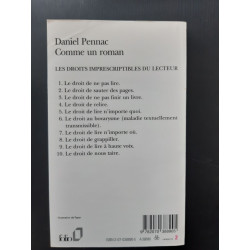 Daniel Pennac
Comme un roman
LES DROITS IMPRESCRIPTIBLES DU LECTEUR
1. Le droit de ne pas lire.
2. Le droit de sauter des pages.
3. Le droit de ne pas finir un livre.
4. Le droit de relire.
5. Le droit de lire n'importe quoi.
6. Le droit au bovarysme (maladie textuellement
transmissible).
7. Le droit de lire n'importe où.
8. Le droit de grappiller.
9. Le droit de lire à haute voix.
10. Le droit de nous taire.
folio